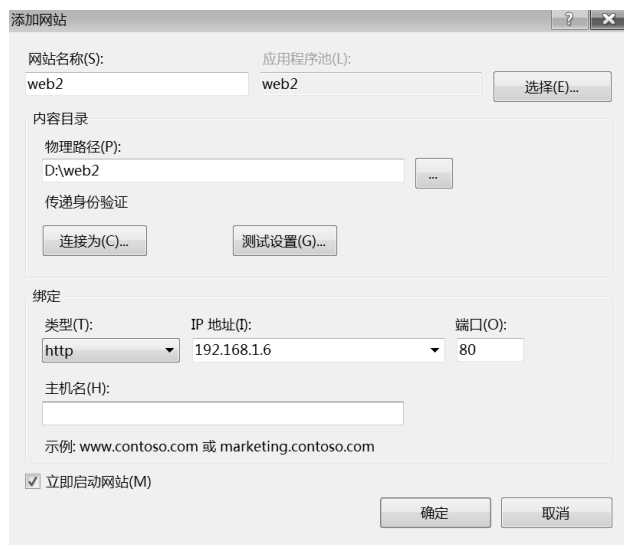 添加网站
网站名称(S):
应用程序池(L):
web2
web2
选择(E)...
内容目录
物理路径(P):
D:\web2
...
传递身份验证
连接为(C)...
测试设置(G)...
绑定
类型(T):
IP 地址(I):
端口(O):
http
192.168.1.6
80
主机名(H):
示例: www.contoso.com 或 marketing.contoso.com
立即启动网站(M)
确定
取消